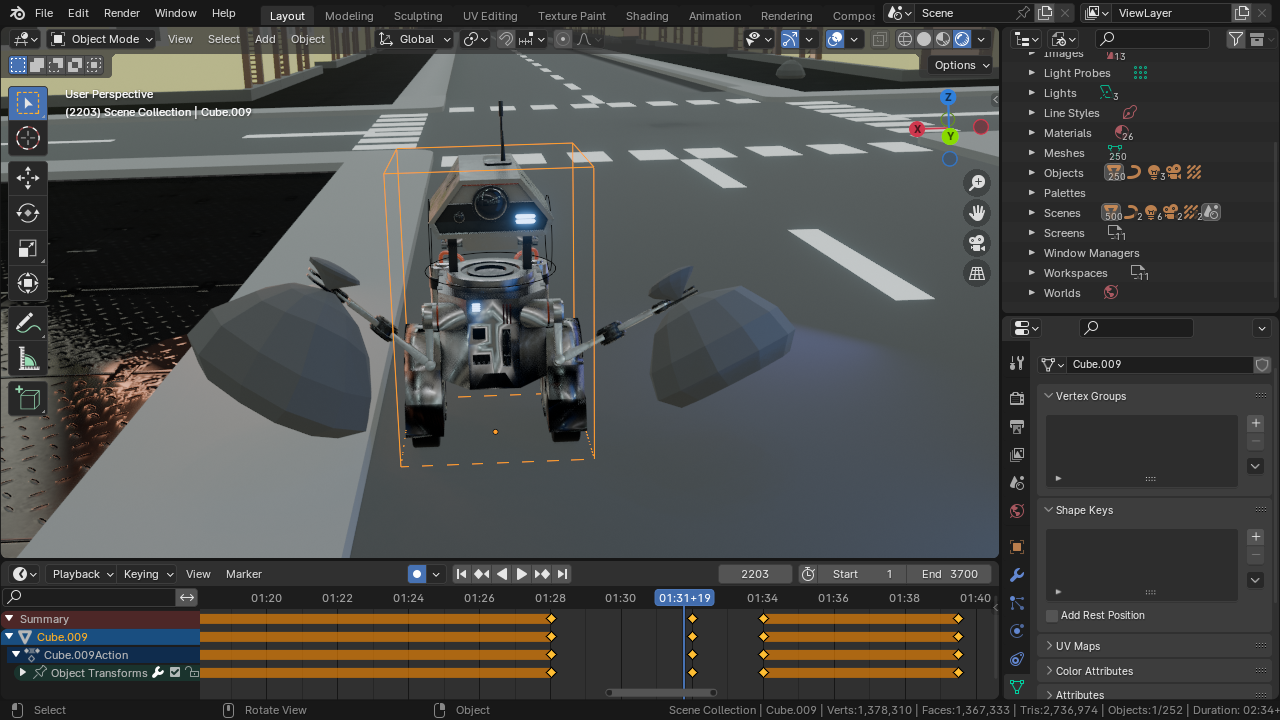 File Edit Render Window Help Layout Modeling Sculpting UV Editing Texture Paint Shading Animation Rendering Compos Scene ViewLayer
Object Mode View Select Add Object Global
Options
User Perspective
(2203) Scene Collection | Cube.009
Z
X
Y
Images 13
Light Probes
Lights 3
Line Styles
Materials 26
Meshes 250
Objects 250 3
Palettes
Scenes 500 2 6 2 2
Screens 11
Window Managers
Workspaces 11
Worlds
Cube.009
Vertex Groups
Shape Keys
Add Rest Position
UV Maps
Color Attributes
Attributes
Playback Keying View Marker 2203 Start 1 End 3700
01:20 01:22 01:24 01:26 01:28 01:30 01:31+19 01:34 01:36 01:38 01:40
Summary
Cube.009
Cube.009Action
Object Transforms
Select Rotate View Object Scene Collection | Cube.009 | Verts:1,378,310 | Faces:1,367,333 | Tris:2,736,974 | Objects:1/252 | Duration: 02:34+